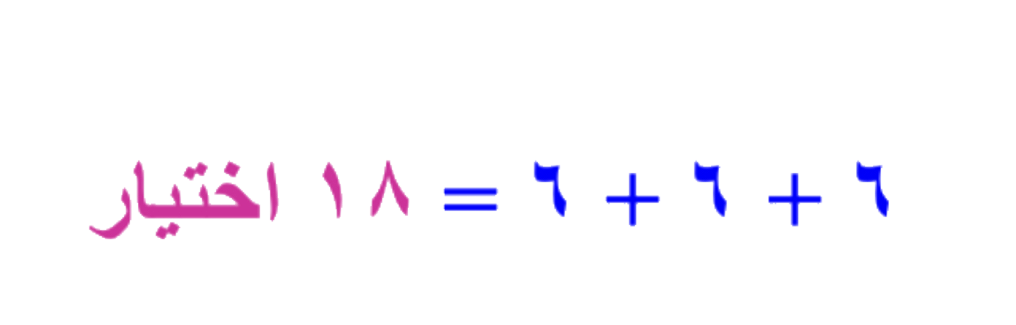 ٦ + ٦ + ٦ = ١٨ اختيار